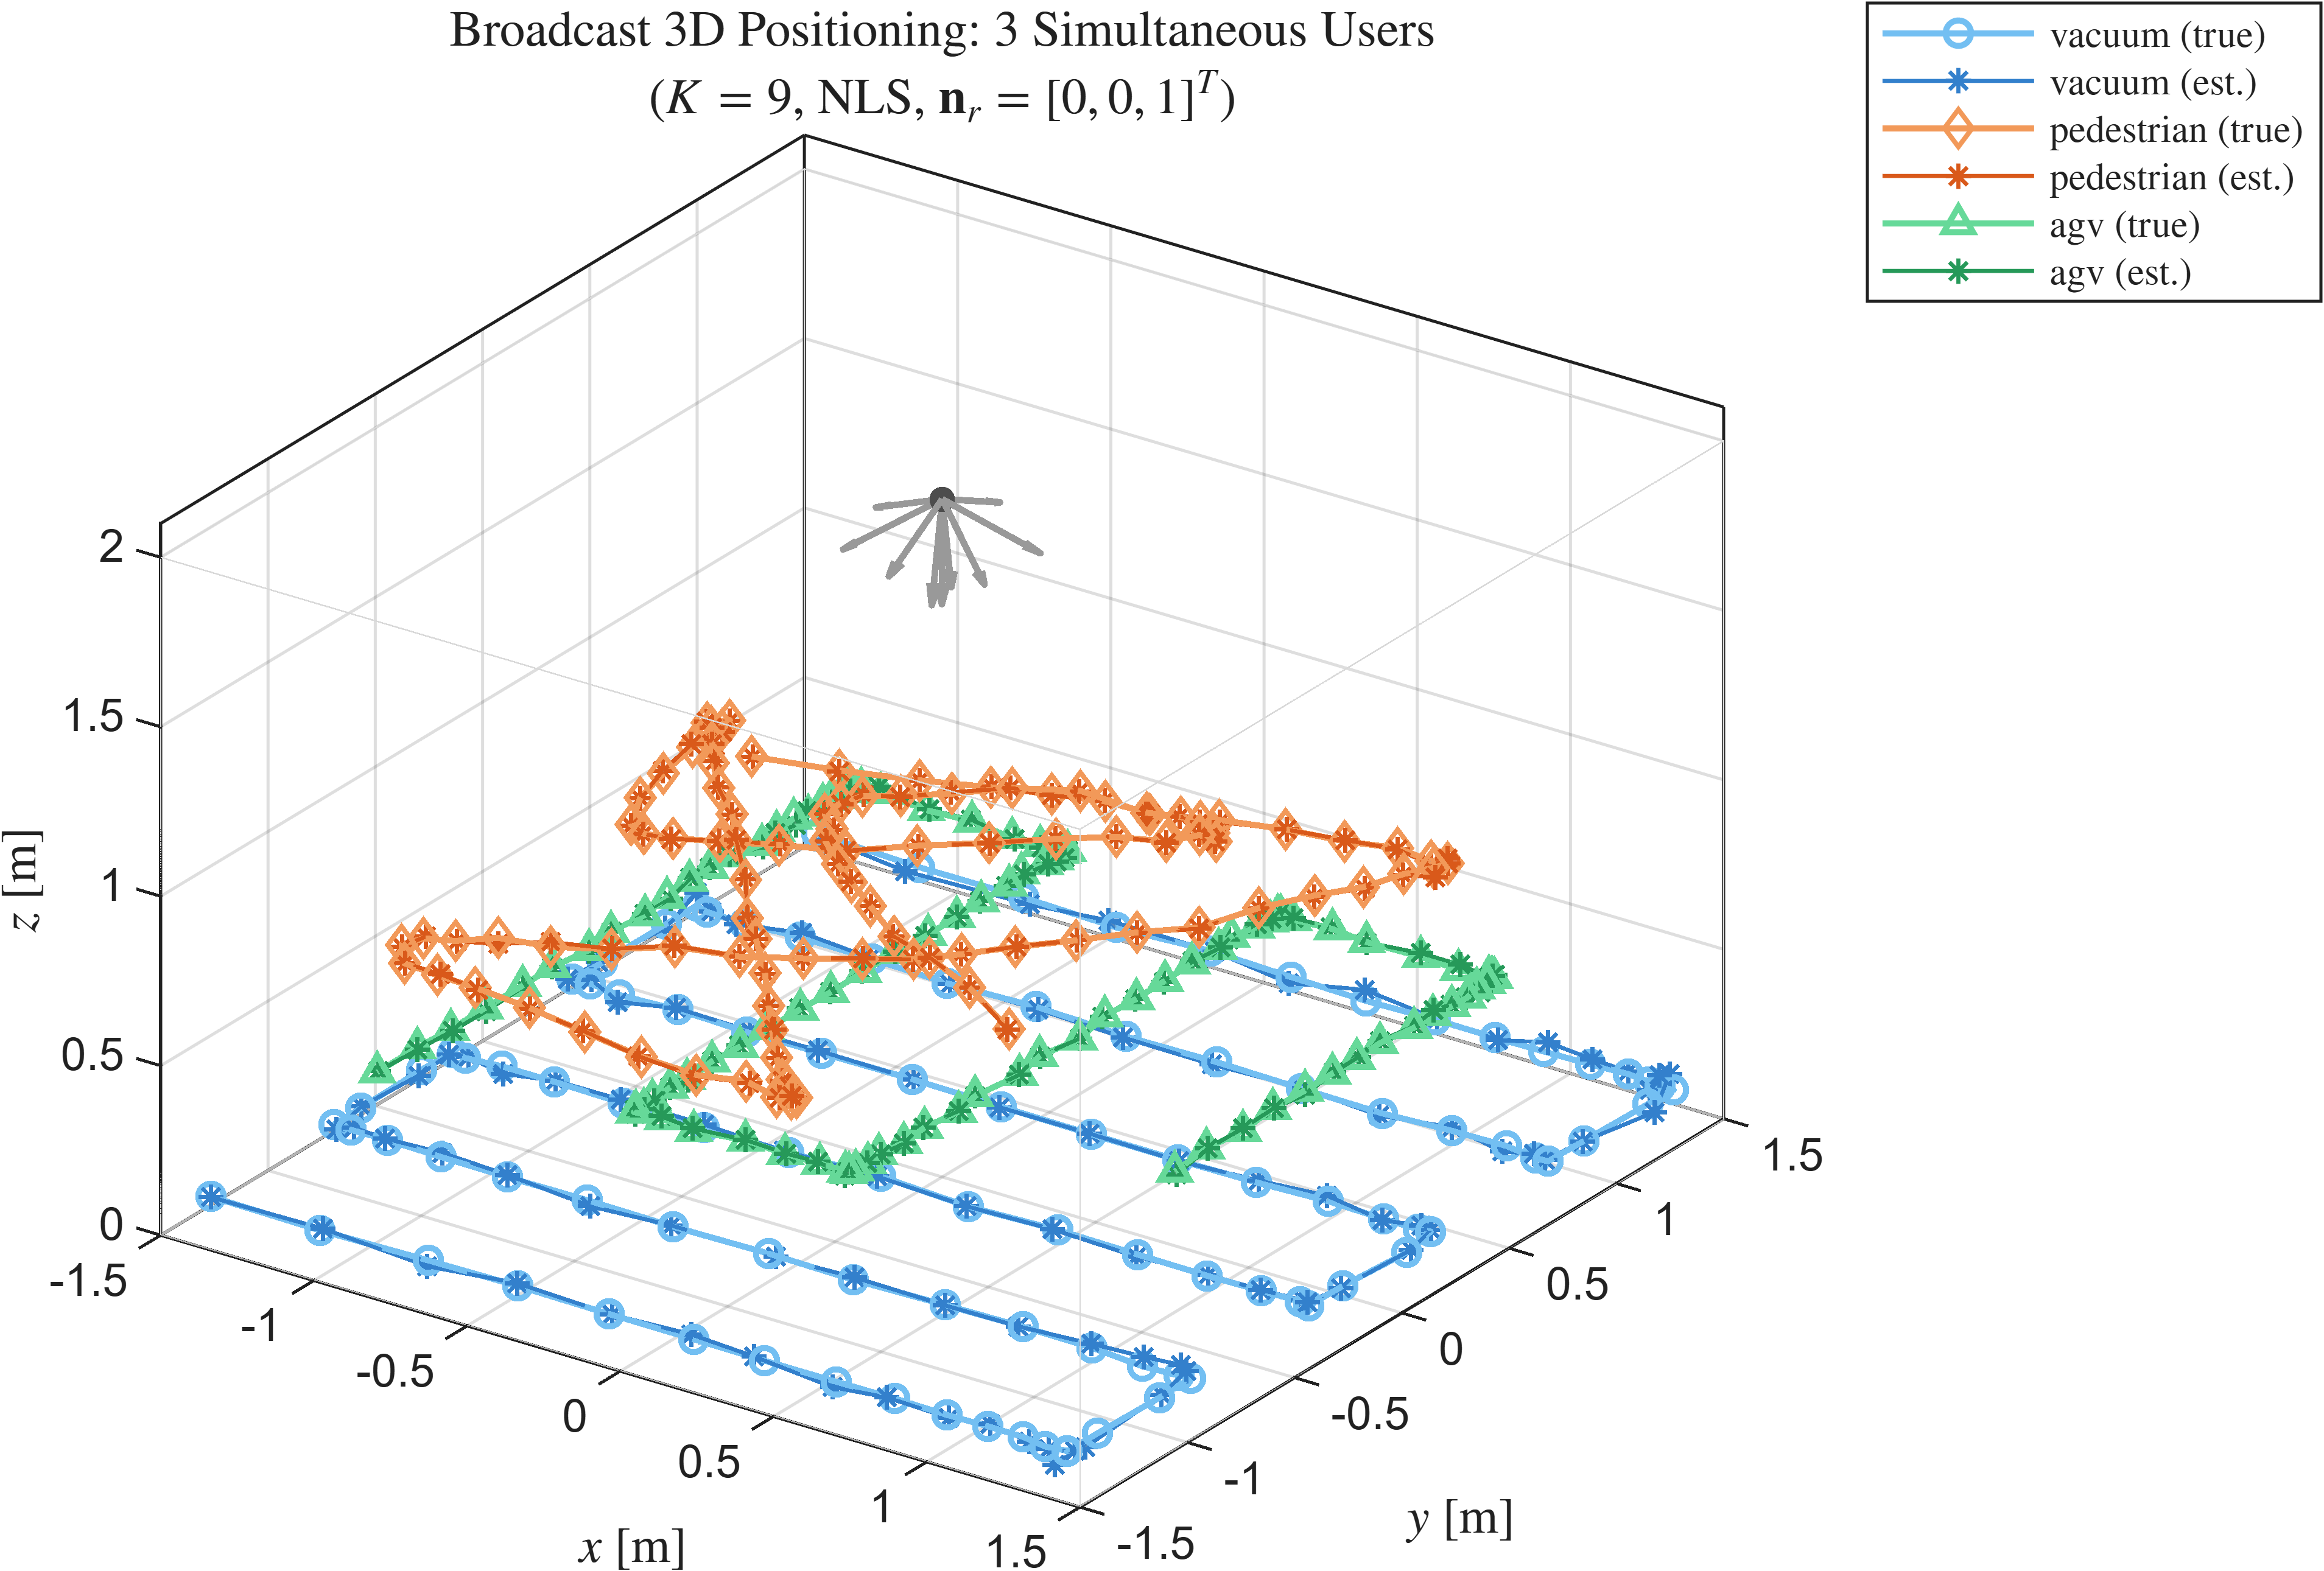 Broadcast 3D Positioning: 3 Simultaneous Users
(K = 9, NLS, n_r = [0, 0, 1]^T)
vacuum (true)
vacuum (est.)
pedestrian (true)
pedestrian (est.)
agv (true)
agv (est.)
2
1.5
1
0.5
0
z [m]
-1.5
-1
-0.5
0
0.5
1
1.5
x [m]
-1.5
-1
-0.5
0
0.5
1
1.5
y [m]